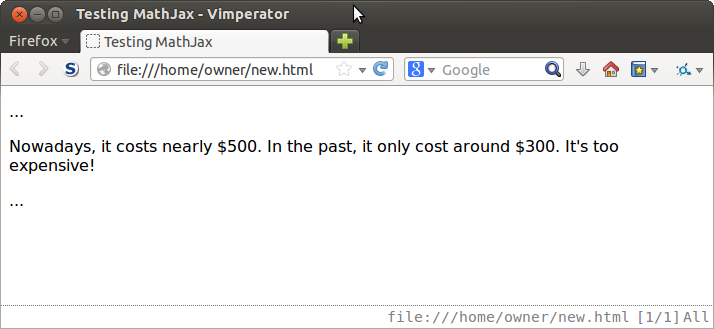 Testing MathJax - Vimperator
Firefox
Testing MathJax
file:///home/owner/new.html
Google
...
Nowadays, it costs nearly $500. In the past, it only cost around $300. It's too
expensive!
...
file:///home/owner/new.html [1/1] All